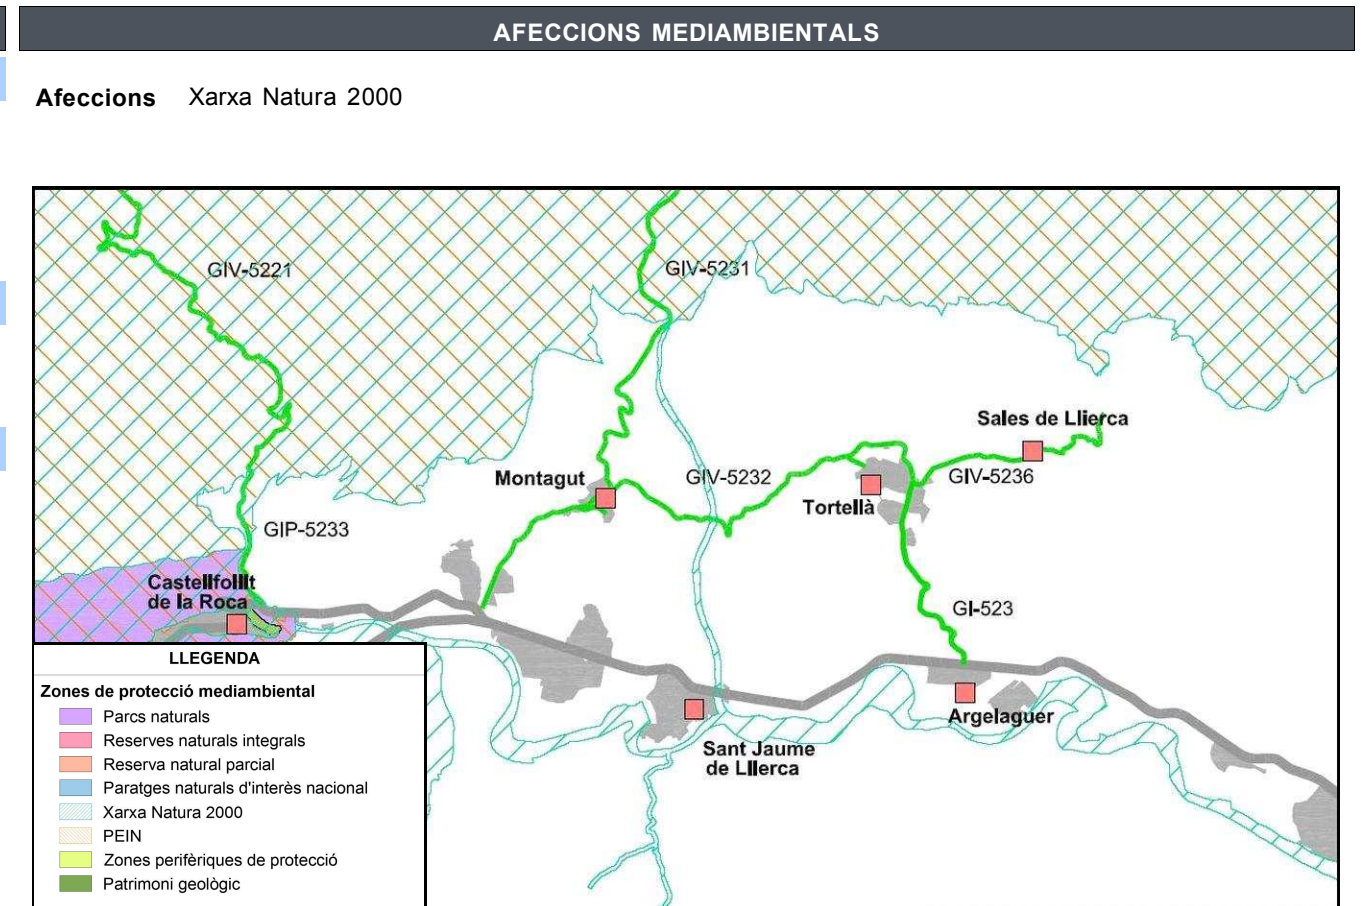 AFECCIONS MEDIAMBIENTALS
Afeccions Xarxa Natura 2000
GIV-5221
GIV-5231
Sales de Llierca
Montagut
GIV-5232
GIV-5236
Tortellà
GIP-5233
Castellfollit
de la Roca
GI-523
Argelaguer
Sant Jaume
de Llierca
LLEGENDA
Zones de protecció mediambiental
Parcs naturals
Reserves naturals integrals
Reserva natural parcial
Paratges naturals d'interès nacional
Xarxa Natura 2000
PEIN
Zones perifèriques de protecció
Patrimoni geològic